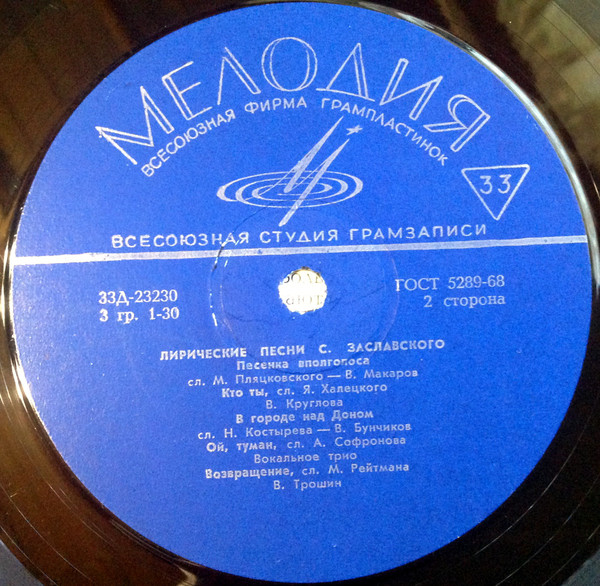 МЕЛОДИЯ
ВСЕСОЮЗНАЯ ФИРМА ГРАМПЛАСТИНОК
33
ВСЕСОЮЗНАЯ СТУДИЯ ГРАМЗАПИСИ
33Д-23230
ГОСТ 5289-68
3 гр. 1-30
2 сторона
ЛИРИЧЕСКИЕ ПЕСНИ С. ЗАСЛАВСКОГО
Песенка вполголоса
сл. М. Пляцковского — В. Макаров
Кто ты, сл. Я. Халецкого
В. Круглова
В городе над Доном
сл. Н. Костырева — В. Бунчиков
Ой, туман, сл. А. Софронова
Вокальное трио
Возвращение, сл. М. Рейтмана
В. Трошин